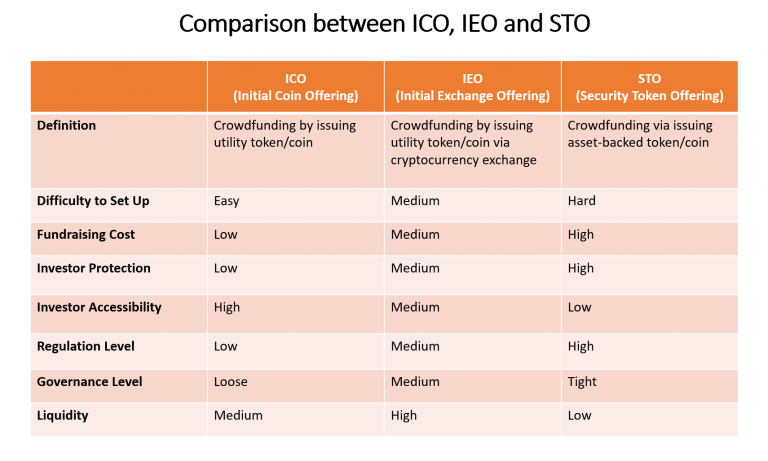 Comparison between ICO, IEO and STO
ICO
(Initial Coin Offering)
IEO
(Initial Exchange Offering)
STO
(Security Token Offering)
Definition
Crowdfunding by issuing
utility token/coin
Crowdfunding by issuing
utility token/coin via
cryptocurrency exchange
Crowdfunding via issuing
asset-backed token/coin
Difficulty to Set Up
Easy
Medium
Hard
Fundraising Cost
Low
Medium
High
Investor Protection
Low
Medium
High
Investor Accessibility
High
Medium
Low
Regulation Level
Low
Medium
High
Governance Level
Loose
Medium
Tight
Liquidity
Medium
High
Low